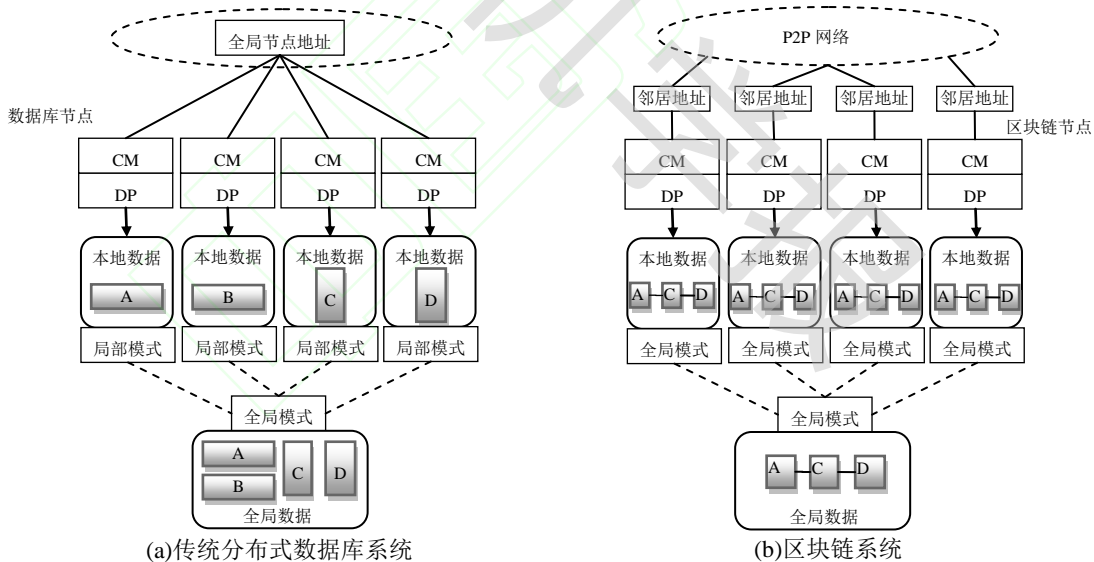 全局节点地址
数据库节点
CM CM CM CM
DP DP DP DP
本地数据 本地数据 本地数据 本地数据
A B C D
局部模式 局部模式 局部模式 局部模式
全局模式
A
B
C D
全局数据
(a)传统分布式数据库系统
P2P 网络
邻居地址 邻居地址 邻居地址 邻居地址
区块链节点
CM CM CM CM
DP DP DP DP
本地数据 本地数据 本地数据 本地数据
A C D A C D A C D A C D
全局模式 全局模式 全局模式 全局模式
全局模式
A C D
全局数据
(b)区块链系统
学报